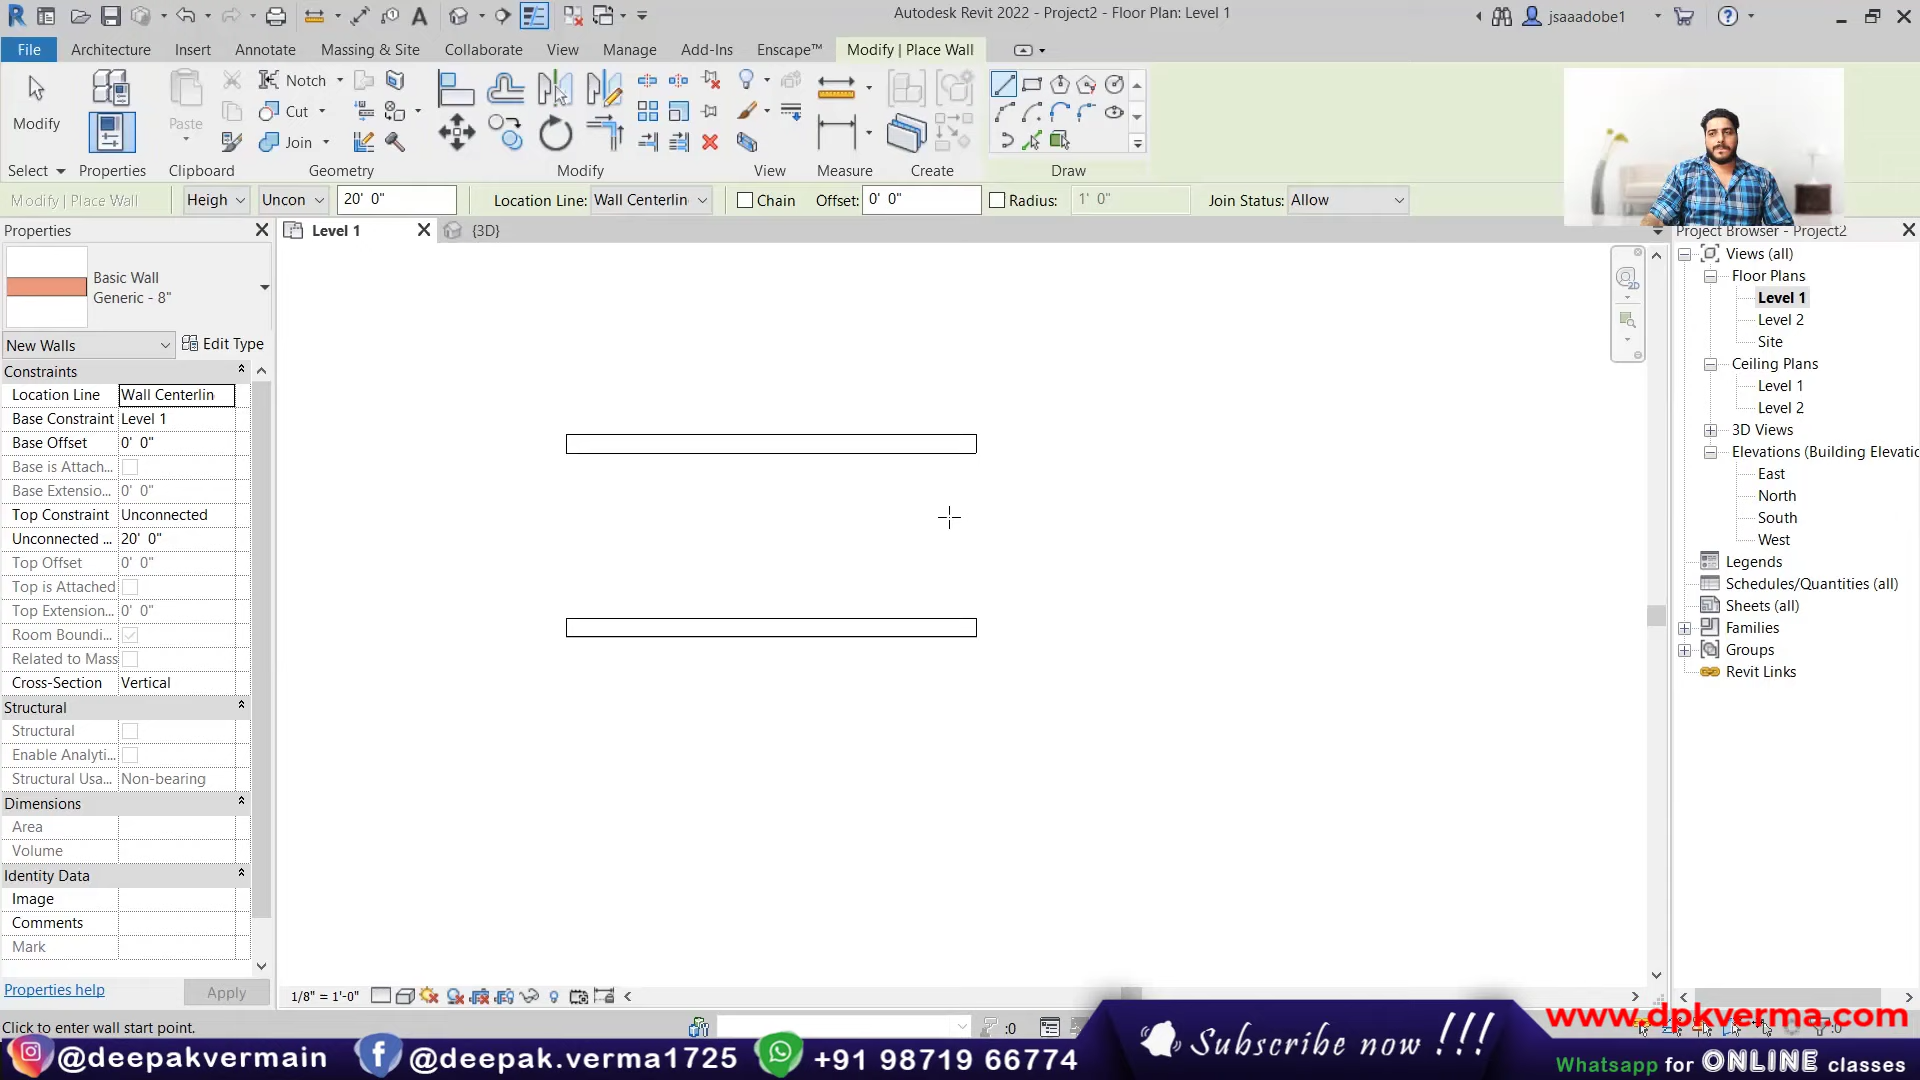 Autodesk Revit 2022 - Project2 - Floor Plan: Level 1
jsaaadobe1
File Architecture Insert Annotate Massing & Site Collaborate View Manage Add-Ins Enscape™ Modify | Place Wall
Modify
Paste
Notch
Cut
Join
Select Properties Clipboard Geometry Modify View Measure Create Draw
Modify | Place Wall Heigh Uncon 20' 0" Location Line: Wall Centerlin Chain Offset: 0' 0" Radius: 1' 0" Join Status: Allow
Properties
Level 1
{3D}
Project Browser - Project2
Basic Wall
Generic - 8"
New Walls
Edit Type
Constraints
Location Line Wall Centerlin
Base Constraint Level 1
Base Offset 0' 0"
Base is Attach...
Base Extensio... 0' 0"
Top Constraint Unconnected
Unconnected ... 20' 0"
Top Offset 0' 0"
Top is Attached
Top Extension... 0' 0"
Room Boundi...
Related to Mass
Cross-Section Vertical
Structural
Structural
Enable Analyti...
Structural Usa... Non-bearing
Dimensions
Area
Volume
Identity Data
Image
Comments
Mark
Properties help
Apply
2D
Views (all)
Floor Plans
Level 1
Level 2
Site
Ceiling Plans
Level 1
Level 2
3D Views
Elevations (Building Elevatio
East
North
South
West
Legends
Schedules/Quantities (all)
Sheets (all)
Families
Groups
Revit Links
1/8" = 1'-0"
Click to enter wall start point.
:0
:0
@deepakvermain
@deepak.verma1725
+91 98719 66774
Subscribe now !!!
www.dpkverma.com
Whatsapp for ONLINE classes